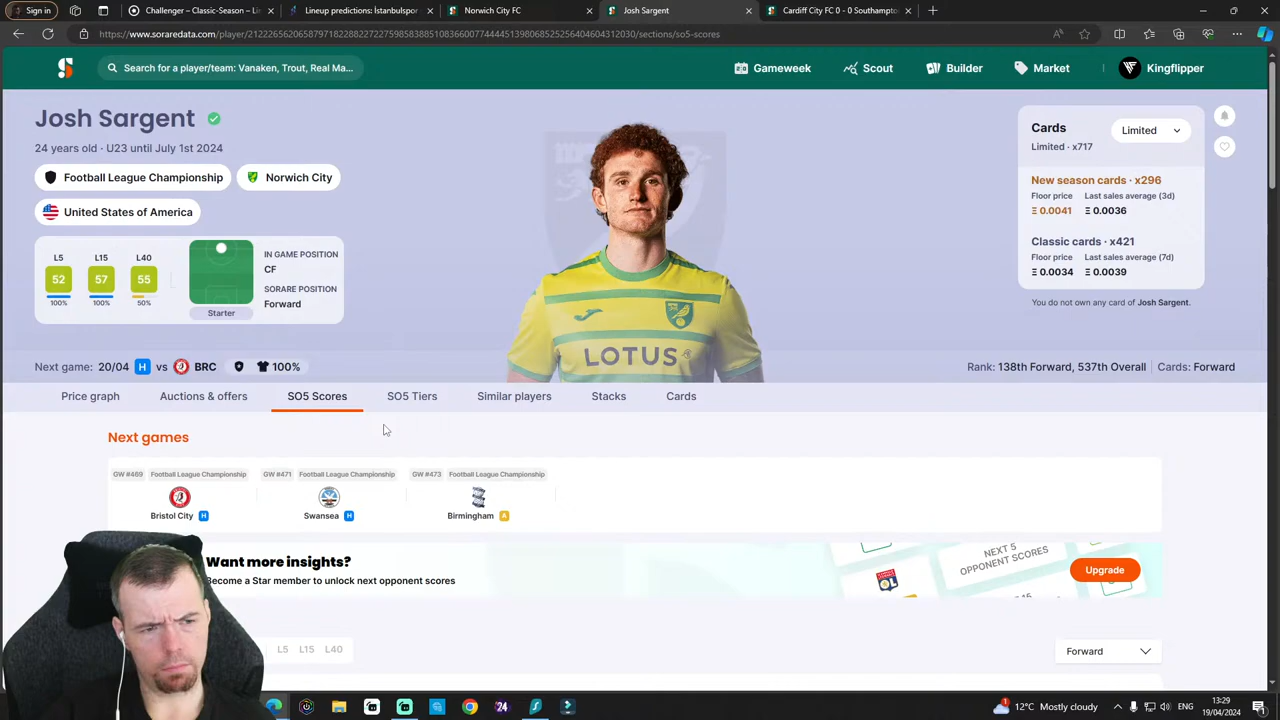 Sign in
Challenger – Classic-Season – Li
Lineup predictions İstanbulspor
Norwich City FC
Josh Sargent
Cardiff City FC 0 - 0 Southampto
https://www.soraredata.com/player/
Search for a player/team: Vanaken, Trout, Real Ma...
Gameweek
Scout
Builder
Market
Kingflipper
Josh Sargent
24 years old · U23 until July 1st 2024
Football League Championship
Norwich City
United States of America
L5
L15
L40
52
57
55
100%
100%
50%
Starter
IN GAME POSITION
CF
SORARE POSITION
Forward
LOTUS
Cards
Limited
Limited · x717
New season cards · x296
Floor price
Last sales average (3d)
Ξ 0.0041
Ξ 0.0036
Classic cards · x421
Floor price
Last sales average (7d)
Ξ 0.0034
Ξ 0.0039
You do not own any card of Josh Sargent.
Next game: 20/04 H vs BRC 100%
Rank: 138th Forward, 537th Overall
Cards: Forward
Price graph
Auctions & offers
SO5 Scores
SO5 Tiers
Similar players
Stacks
Cards
Next games
GW #469
Football League Championship
GW #471
Football League Championship
GW #473
Football League Championship
Bristol City H
Swansea H
Birmingham A
Want more insights?
Become a Star member to unlock next opponent scores
NEXT 5
OPPONENT SCORES
Upgrade
L5
L15
L40
Forward
12°C Mostly cloudy
ENG
13:29
19/04/2024